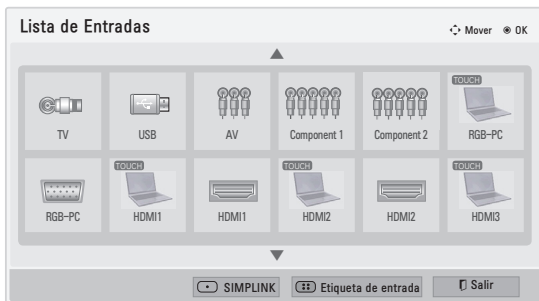 Lista de Entradas
Mover OK
TOUCH
TV USB AV Component 1 Component 2 RGB-PC
TOUCH TOUCH TOUCH
RGB-PC HDMI1 HDMI1 HDMI2 HDMI2 HDMI3
SIMPLINK Etiqueta de entrada Salir